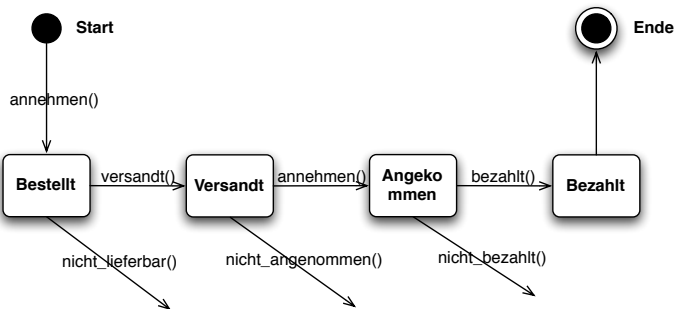 Start
Ende
annehmen()
Bestellt
versandt()
Versandt
annehmen()
Angeko
mmen
bezahlt()
Bezahlt
nicht_lieferbar()
nicht_angenommen()
nicht_bezahlt()